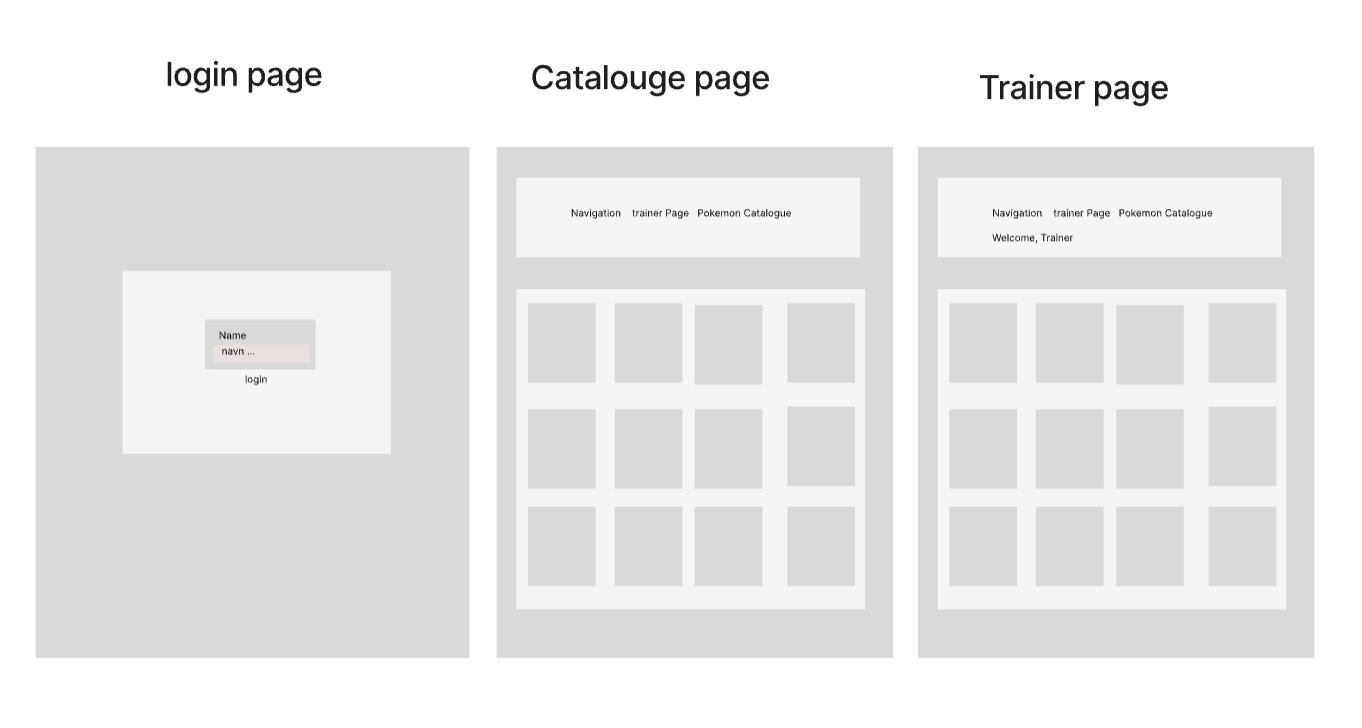 login page
Catalouge page
Trainer page
Name
navn ...
login
Navigation trainer Page Pokemon Catalogue
Navigation trainer Page Pokemon Catalogue
Welcome, Trainer